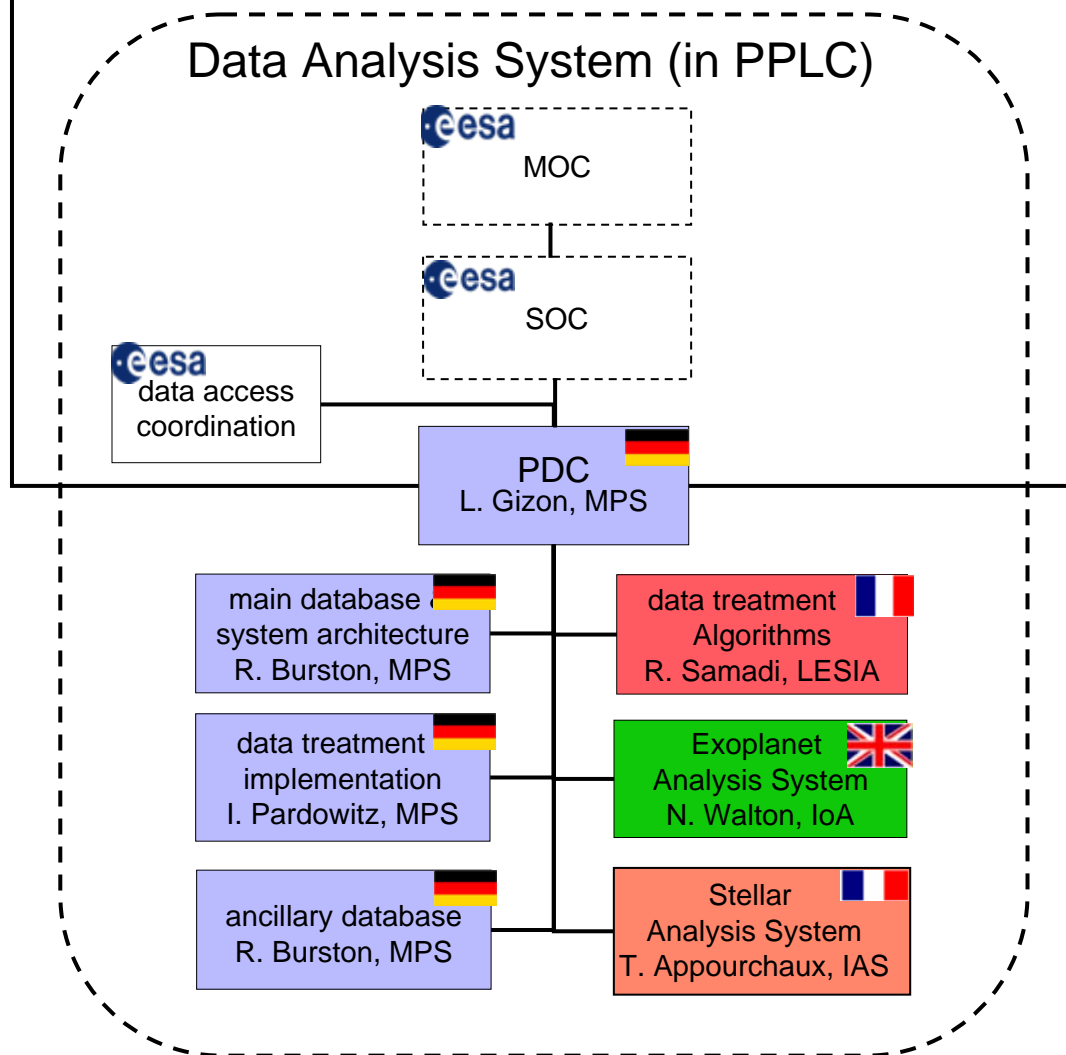 Data Analysis System (in PPLC)
esa
MOC
esa
SOC
esa
data access
coordination
PDC
L. Gizon, MPS
main database &
system architecture
R. Burston, MPS
data treatment
Algorithms
R. Samadi, LESIA
data treatment
implementation
I. Pardowitz, MPS
Exoplanet
Analysis System
N. Walton, IoA
ancillary database
R. Burston, MPS
Stellar
Analysis System
T. Appourchaux, IAS